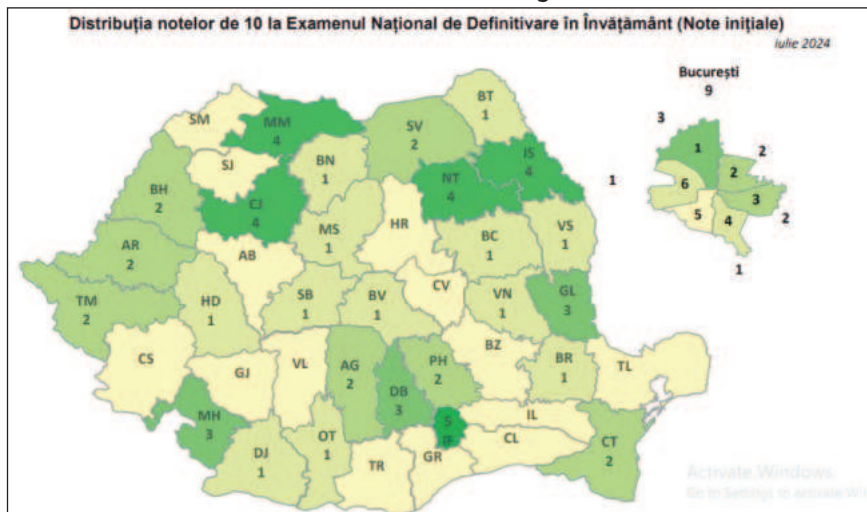 Distribuția notelor de 10 la Examenul Național de Definitivare în Învățământ (Note inițiale)
iulie 2024
București
9
BT
1
SM
MM
4
SV
2
3
1
2
IS
4
SJ
BN
1
NT
4
2
1
6
3
BH
2
CJ
4
5
4
2
MS
1
HR
BC
1
VS
1
AR
2
AB
1
CV
TM
2
HD
1
SB
1
BV
1
VN
1
GL
3
CS
GJ
VL
AG
2
DB
3
PH
2
BZ
BR
1
TL
MH
3
IL
DJ
1
OT
1
TR
GR
CL
CT
2
Activate Windows